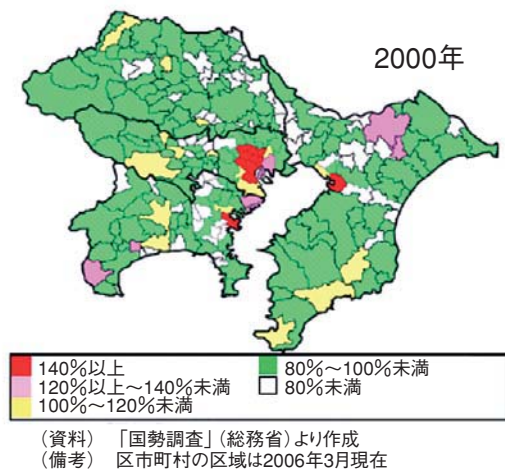 2000年
140％以上
120％以上～140％未満
100％～120％未満
80％～100％未満
80％未満
（資料） 「国勢調査」（総務省）より作成
（備考） 区市町村の区域は2006年3月現在